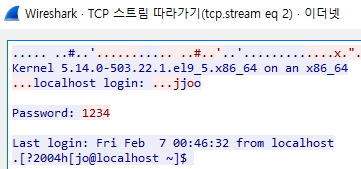 Wireshark · TCP 스트림 따라가기(tcp.stream eq 2) · 이더넷
..... ..#..'........... ..#..'..'.............x.".
Kernel 5.14.0-503.22.1.el9_5.x86_64 on an x86_64
...localhost login: ...jjoo
Password: 1234
Last login: Fri Feb  7 00:46:32 from localhost
.[?2004h[jo@localhost ~]$